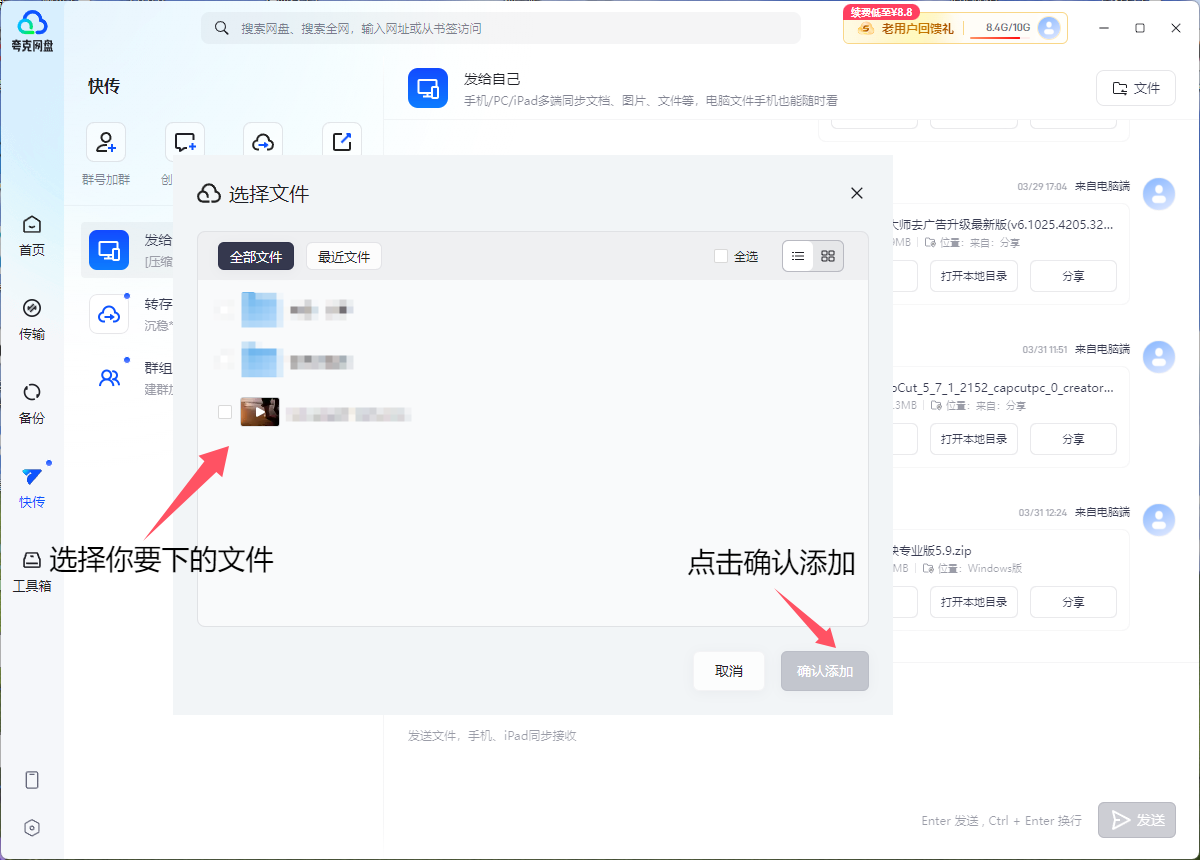 夸克网盘
搜索网盘、搜索全网，输入网址或从书签访问
续费低至¥8.8
老用户回馈礼
8.4G/10G
快传
发给自己
手机/PC/iPad多端同步文档、图片、文件等，电脑文件手机也能随时看
文件
群号加群
创
首页
传输
备份
快传
工具箱
发给
[压缩
转存
沉稳*
群组
建群
选择文件
全部文件
最近文件
全选
选择你要下的文件
点击确认添加
取消
确认添加
03/29 17:04 来自电脑端
大师去广告升级最新版(v6.1025.4205.32...
MB 位置：来自：分享
打开本地目录
分享
03/31 11:51 来自电脑端
Cut_5_7_1_2152_capcutpc_0_creator...
.3MB 位置：来自：分享
打开本地目录
分享
03/31 12:24 来自电脑端
专业版5.9.zip
MB 位置：Windows版
打开本地目录
分享
发送文件，手机、iPad同步接收
Enter 发送 , Ctrl + Enter 换行
发送